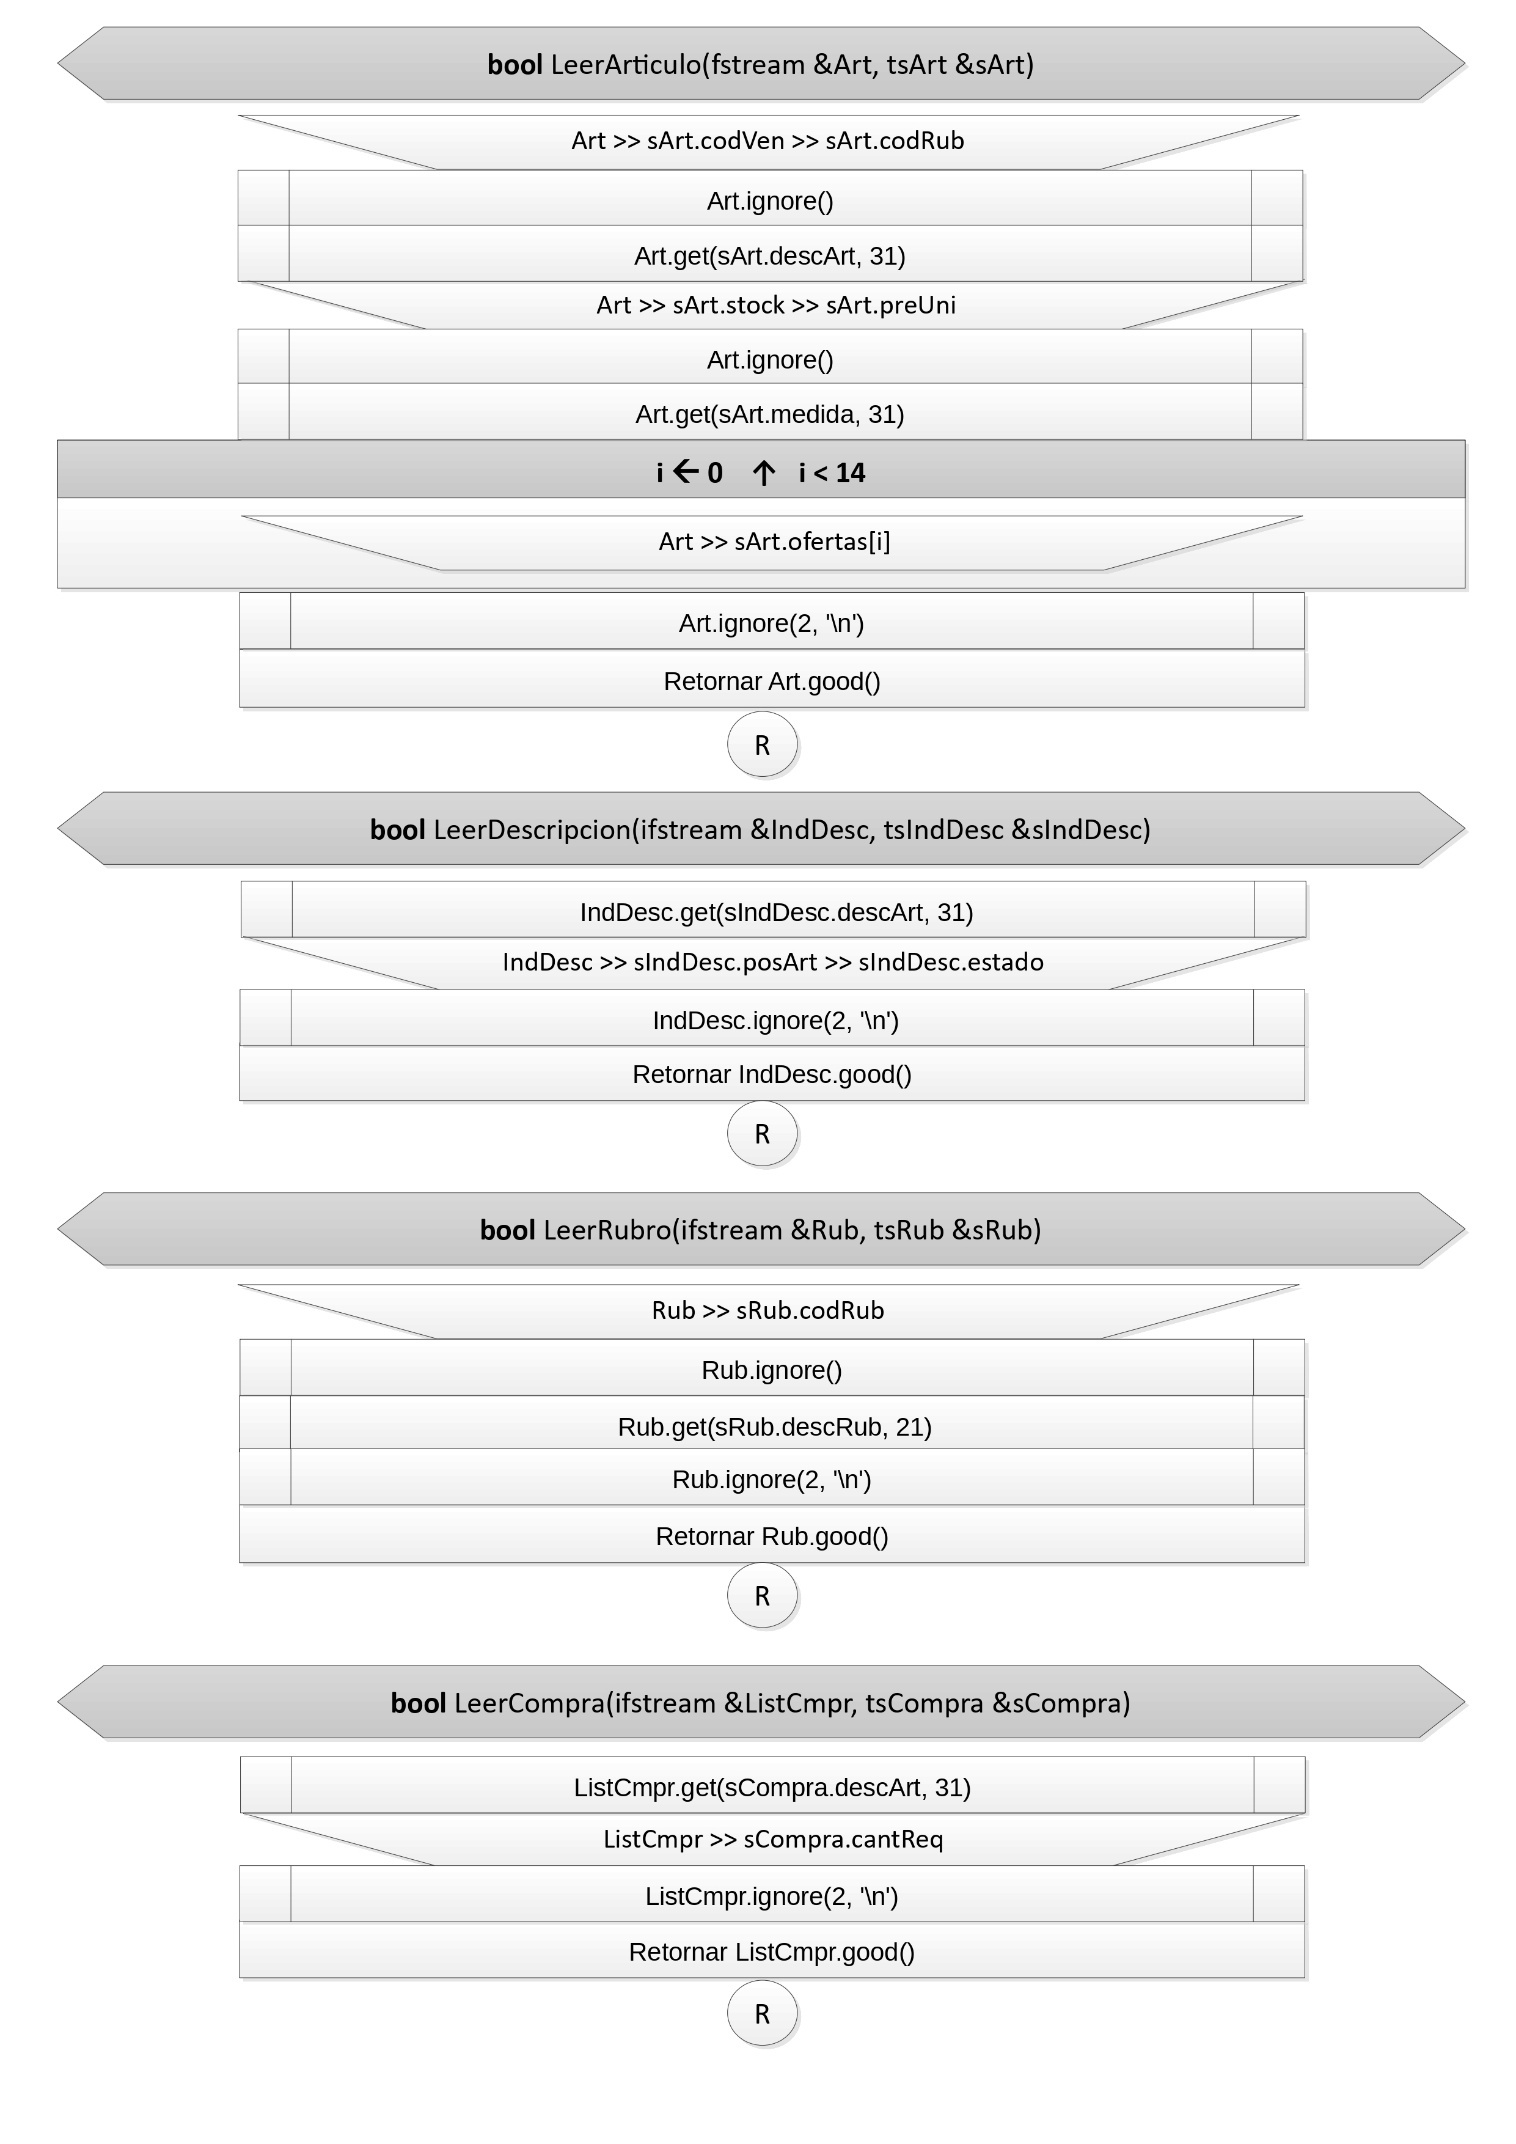 bool LeerArticulo(fstream &Art, tsArt &sArt)
Art >> sArt.codVen >> sArt.codRub
Art.ignore()
Art.get(sArt.descArt, 31)
Art >> sArt.stock >> sArt.preUni
Art.ignore()
Art.get(sArt.medida, 31)
i ← 0 ↑ i < 14
Art >> sArt.ofertas[i]
Art.ignore(2, '\n')
Retornar Art.good()
R
bool LeerDescripcion(ifstream &IndDesc, tsIndDesc &sIndDesc)
IndDesc.get(sIndDesc.descArt, 31)
IndDesc >> sIndDesc.posArt >> sIndDesc.estado
IndDesc.ignore(2, '\n')
Retornar IndDesc.good()
R
bool LeerRubro(ifstream &Rub, tsRub &sRub)
Rub >> sRub.codRub
Rub.ignore()
Rub.get(sRub.descRub, 21)
Rub.ignore(2, '\n')
Retornar Rub.good()
R
bool LeerCompra(ifstream &ListCmpr, tsCompra &sCompra)
ListCmpr.get(sCompra.descArt, 31)
ListCmpr >> sCompra.cantReq
ListCmpr.ignore(2, '\n')
Retornar ListCmpr.good()
R